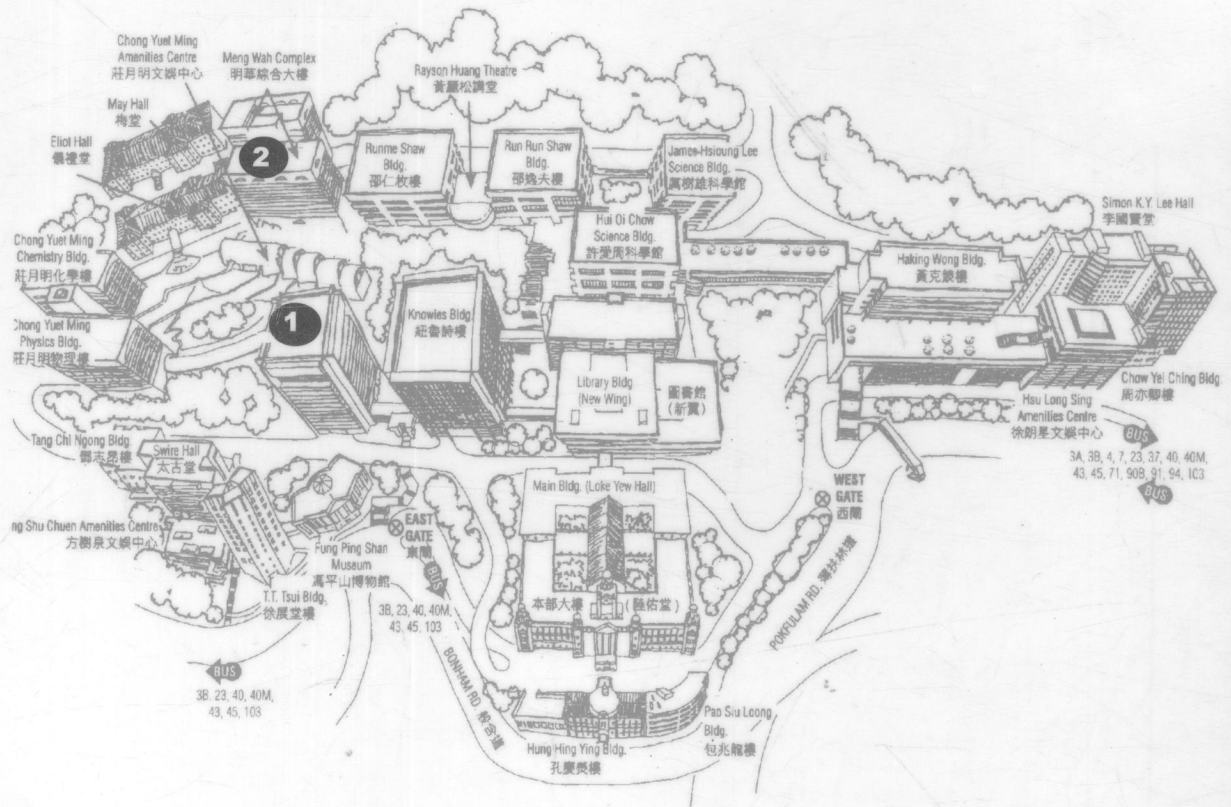 Chong Yuet Ming
Amenities Centre
莊月明文娛中心
Meng Wah Complex
明華綜合大樓
Rayson Huang Theatre
黃麗松講堂
May Hall
梅堂
Eliot Hall
儀禮堂
2
Runme Shaw
Bldg.
邵仁枚樓
Run Run Shaw
Bldg.
邵逸夫樓
James Hsioung Lee
Science Bldg.
Simon K.Y. Lee Hall
李國賢堂
Hui Oi Chow
Science Bldg.
許愛周科學館
Chong Yuet Ming
Chemistry Bldg.
莊月明化學樓
Haking Wong Bldg.
黃克競樓
1
Knowles Bldg.
鈕魯詩樓
Chong Yuet Ming
Physics Bldg.
莊月明物理樓
Library Bldg
(New Wing)
圖書館
(新翼)
Chow Yei Ching Bldg.
周亦卿樓
Hsu Long Sing
Amenities Centre
徐朗星文娛中心
BUS
3A, 3B, 4, 7, 23, 37, 40, 40M,
43, 45, 71, 90B, 91, 94, 103
BUS
Tang Chi Ngong Bldg.
鄧志昂樓
Swire Hall
太古堂
Main Bldg. (Loke Yew Hall)
WEST
GATE
西閘
ng Shu Chuen Amenities Centre
方樹泉文娛中心
EAST
GATE
東閘
Fung Ping Shan
Museum
馮平山博物館
BUS
T.T. Tsui Bldg.
徐展堂樓
3B, 23, 40, 40M,
43, 45, 103
本部大樓 (陸佑堂)
POKFULAM RD. 薄扶林道
BUS
3B, 23, 40, 40M,
43, 45, 103
BONHAM RD. 般含道
Pao Siu Loong
Bldg.
包兆龍樓
Hung Hing Ying Bldg.
孔慶熒樓